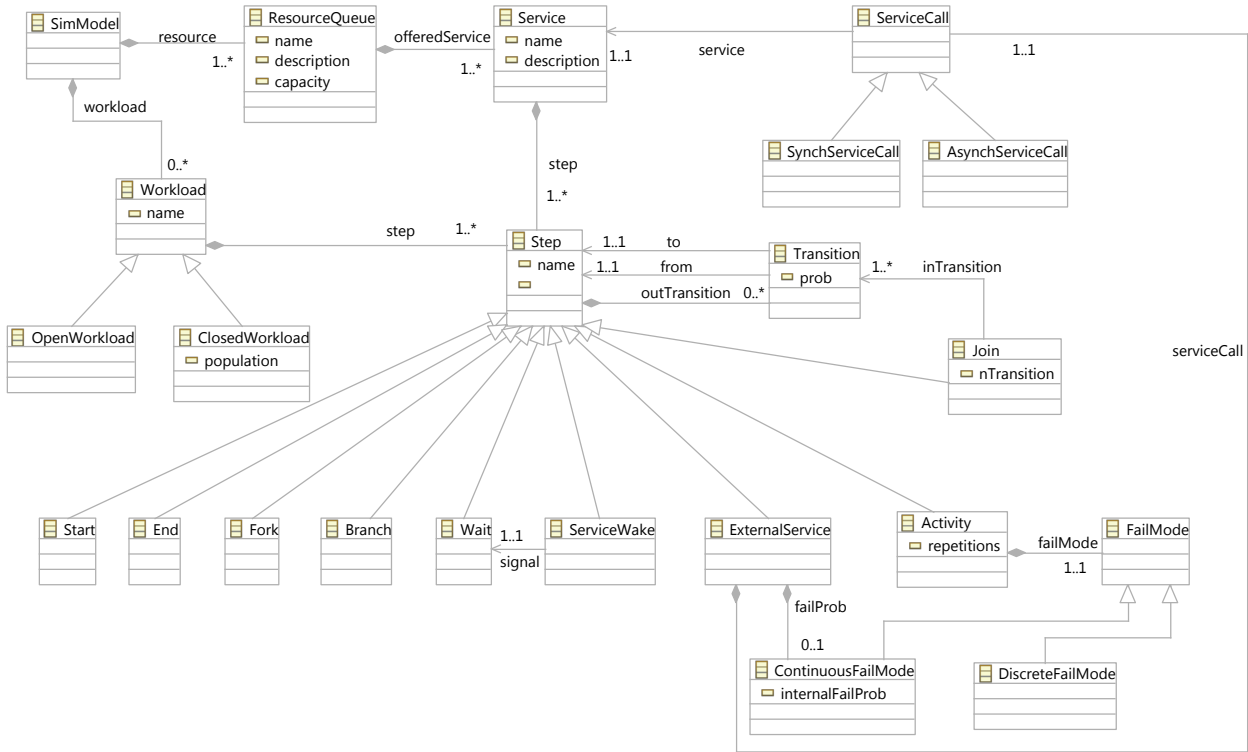 SimModel
resource
1..*
ResourceQueue
name
description
capacity
offeredService
1..*
Service
name
description
1..1
service
ServiceCall
1..1
workload
0..*
SynchServiceCall
AsynchServiceCall
step
1..*
Workload
name
step
1..*
Step
name
1..1
to
1..1
from
outTransition
0..*
Transition
prob
1..*
inTransition
OpenWorkload
ClosedWorkload
population
Join
nTransition
serviceCall
Start
End
Fork
Branch
Wait
1..1
signal
ServiceWake
ExternalService
Activity
repetitions
failMode
1..1
FailMode
failProb
0..1
ContinuousFailMode
internalFailProb
DiscreteFailMode